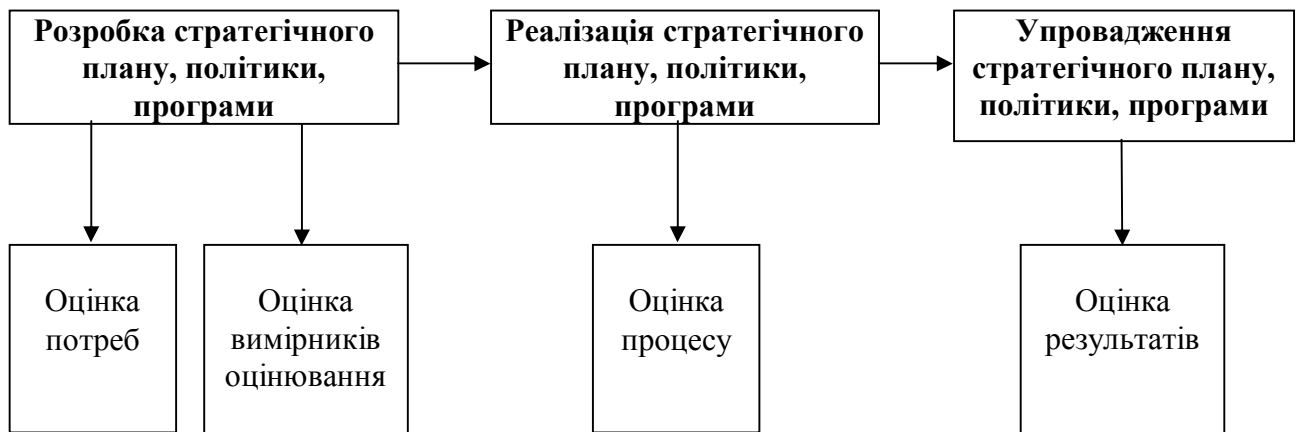 Розробка стратегічного
плану, політики,
програми
Реалізація стратегічного
плану, політики,
програми
Упровадження
стратегічного плану,
політики, програми
Оцінка
потреб
Оцінка
вимірників
оцінювання
Оцінка
процесу
Оцінка
результатів